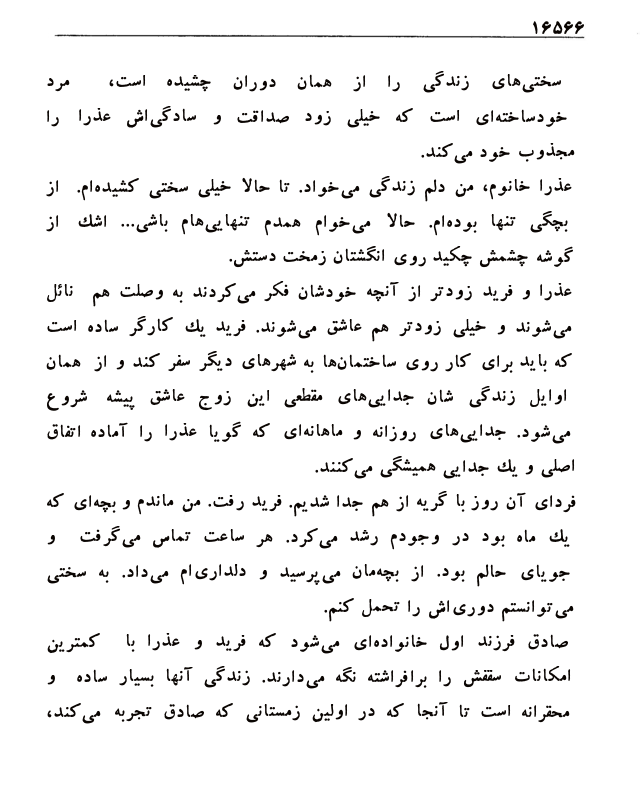 ۱۶۵۶۶
سختی‌های زندگی را از همان دوران چشیده است، مرد
خودساخته‌ای است که خیلی زود صداقت و سادگی‌اش عذرا را
مجذوب خود می‌کند.
عذرا خانوم، من دلم زندگی می‌خواد. تا حالا خیلی سختی کشیده‌ام. از
بچگی تنها بوده‌ام. حالا می‌خوام همدم تنهایی‌هام باشی... اشك از
گوشه چشمش چکید روی انگشتان زمخت دستش.
عذرا و فرید زودتر از آنچه خودشان فکر می‌کردند به وصلت هم نائل
می‌شوند و خیلی زودتر هم عاشق می‌شوند. فرید یك کارگر ساده است
که باید برای کار روی ساختمان‌ها به شهرهای دیگر سفر کند و از همان
اوایل زندگی شان جدایی‌های مقطعی این زوج عاشق پیشه شروع
می‌شود. جدایی‌های روزانه و ماهانه‌ای که گویا عذرا را آماده اتفاق
اصلی و یك جدایی همیشگی می‌کنند.
فردای آن روز با گریه از هم جدا شدیم. فرید رفت. من ماندم و بچه‌ای که
یك ماه بود در وجودم رشد می‌کرد. هر ساعت تماس می‌گرفت و
جویای حالم بود. از بچه‌مان می‌پرسید و دلداری‌ام می‌داد. به سختی
می‌توانستم دوری‌اش را تحمل کنم.
صادق فرزند اول خانواده‌ای می‌شود که فرید و عذرا با کمترین
امکانات سقفش را برافراشته نگه می‌دارند. زندگی آنها بسیار ساده و
محقرانه است تا آنجا که در اولین زمستانی که صادق تجربه می‌کند،